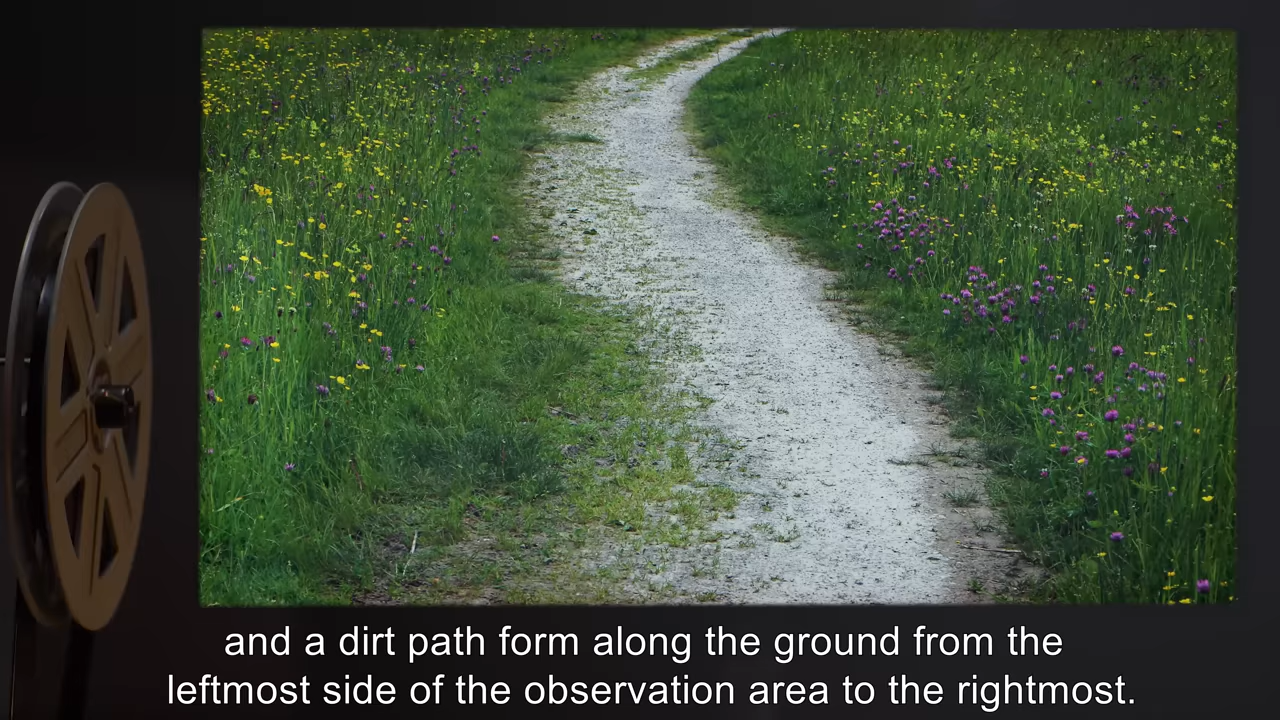 and a dirt path form along the ground from the
leftmost side of the observation area to the rightmost.